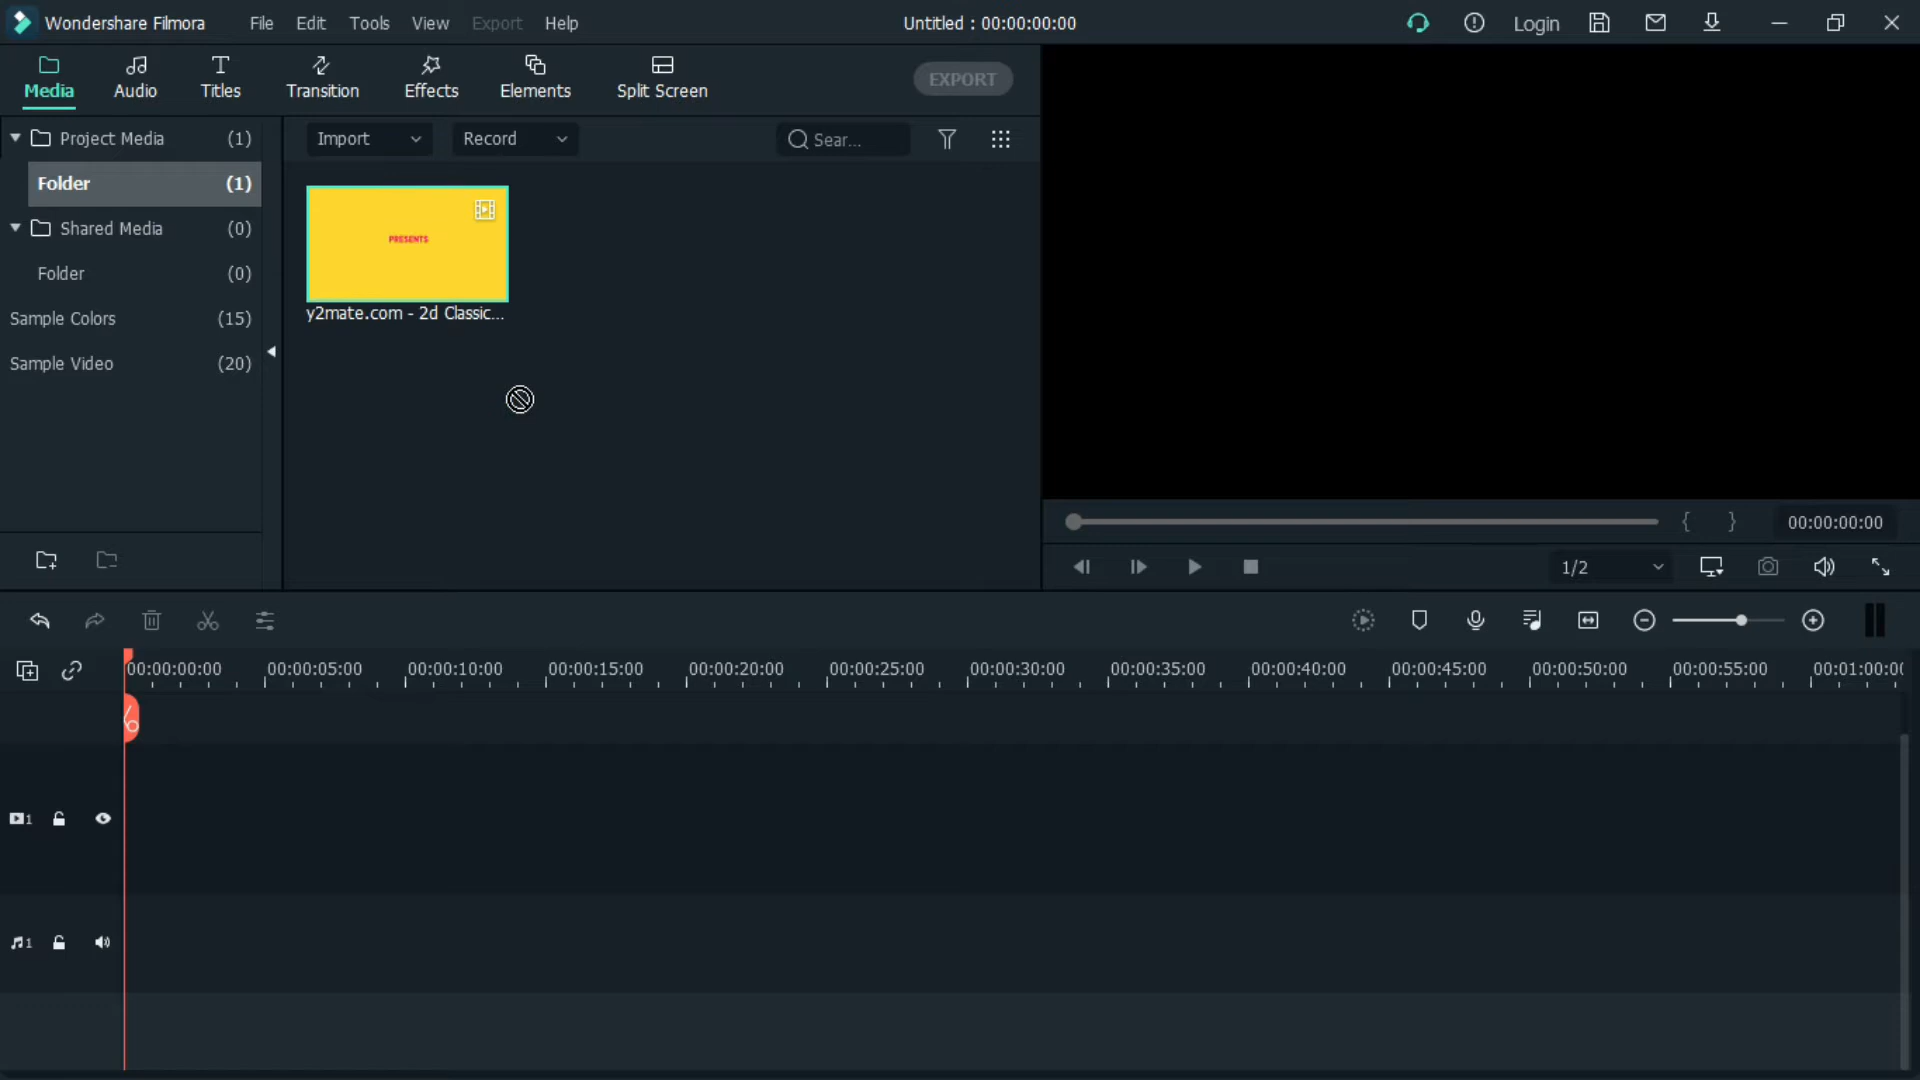 Wondershare Filmora File Edit Tools View Export Help Untitled : 00:00:00:00 Login
Media Audio Titles Transition Effects Elements Split Screen EXPORT
Project Media (1) Import Record Sear...
Folder (1)
Shared Media (0)
Folder (0)
Sample Colors (15)
Sample Video (20)
PRESENTS
y2mate.com - 2d Classic...
{ } 00:00:00:00
1/2
00:00:00:00 00:00:05:00 00:00:10:00 00:00:15:00 00:00:20:00 00:00:25:00 00:00:30:00 00:00:35:00 00:00:40:00 00:00:45:00 00:00:50:00 00:00:55:00 00:01:00:0
1
1